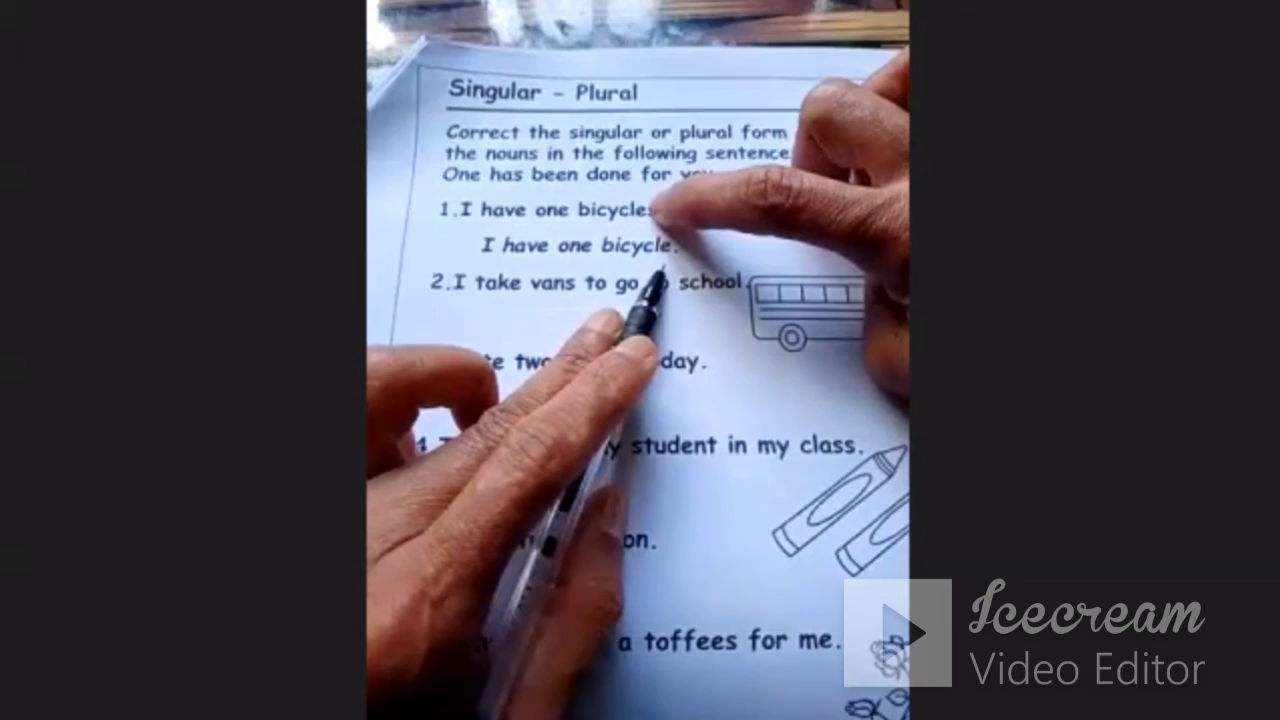 Singular - Plural
Correct the singular or plural form
the nouns in the following sentence
One has been done for
1.I have one bicycles
I have one bicycle.
2.I take vans to go school.
day.
student in my class.
on.
a toffees for me.
Icecream
Video Editor